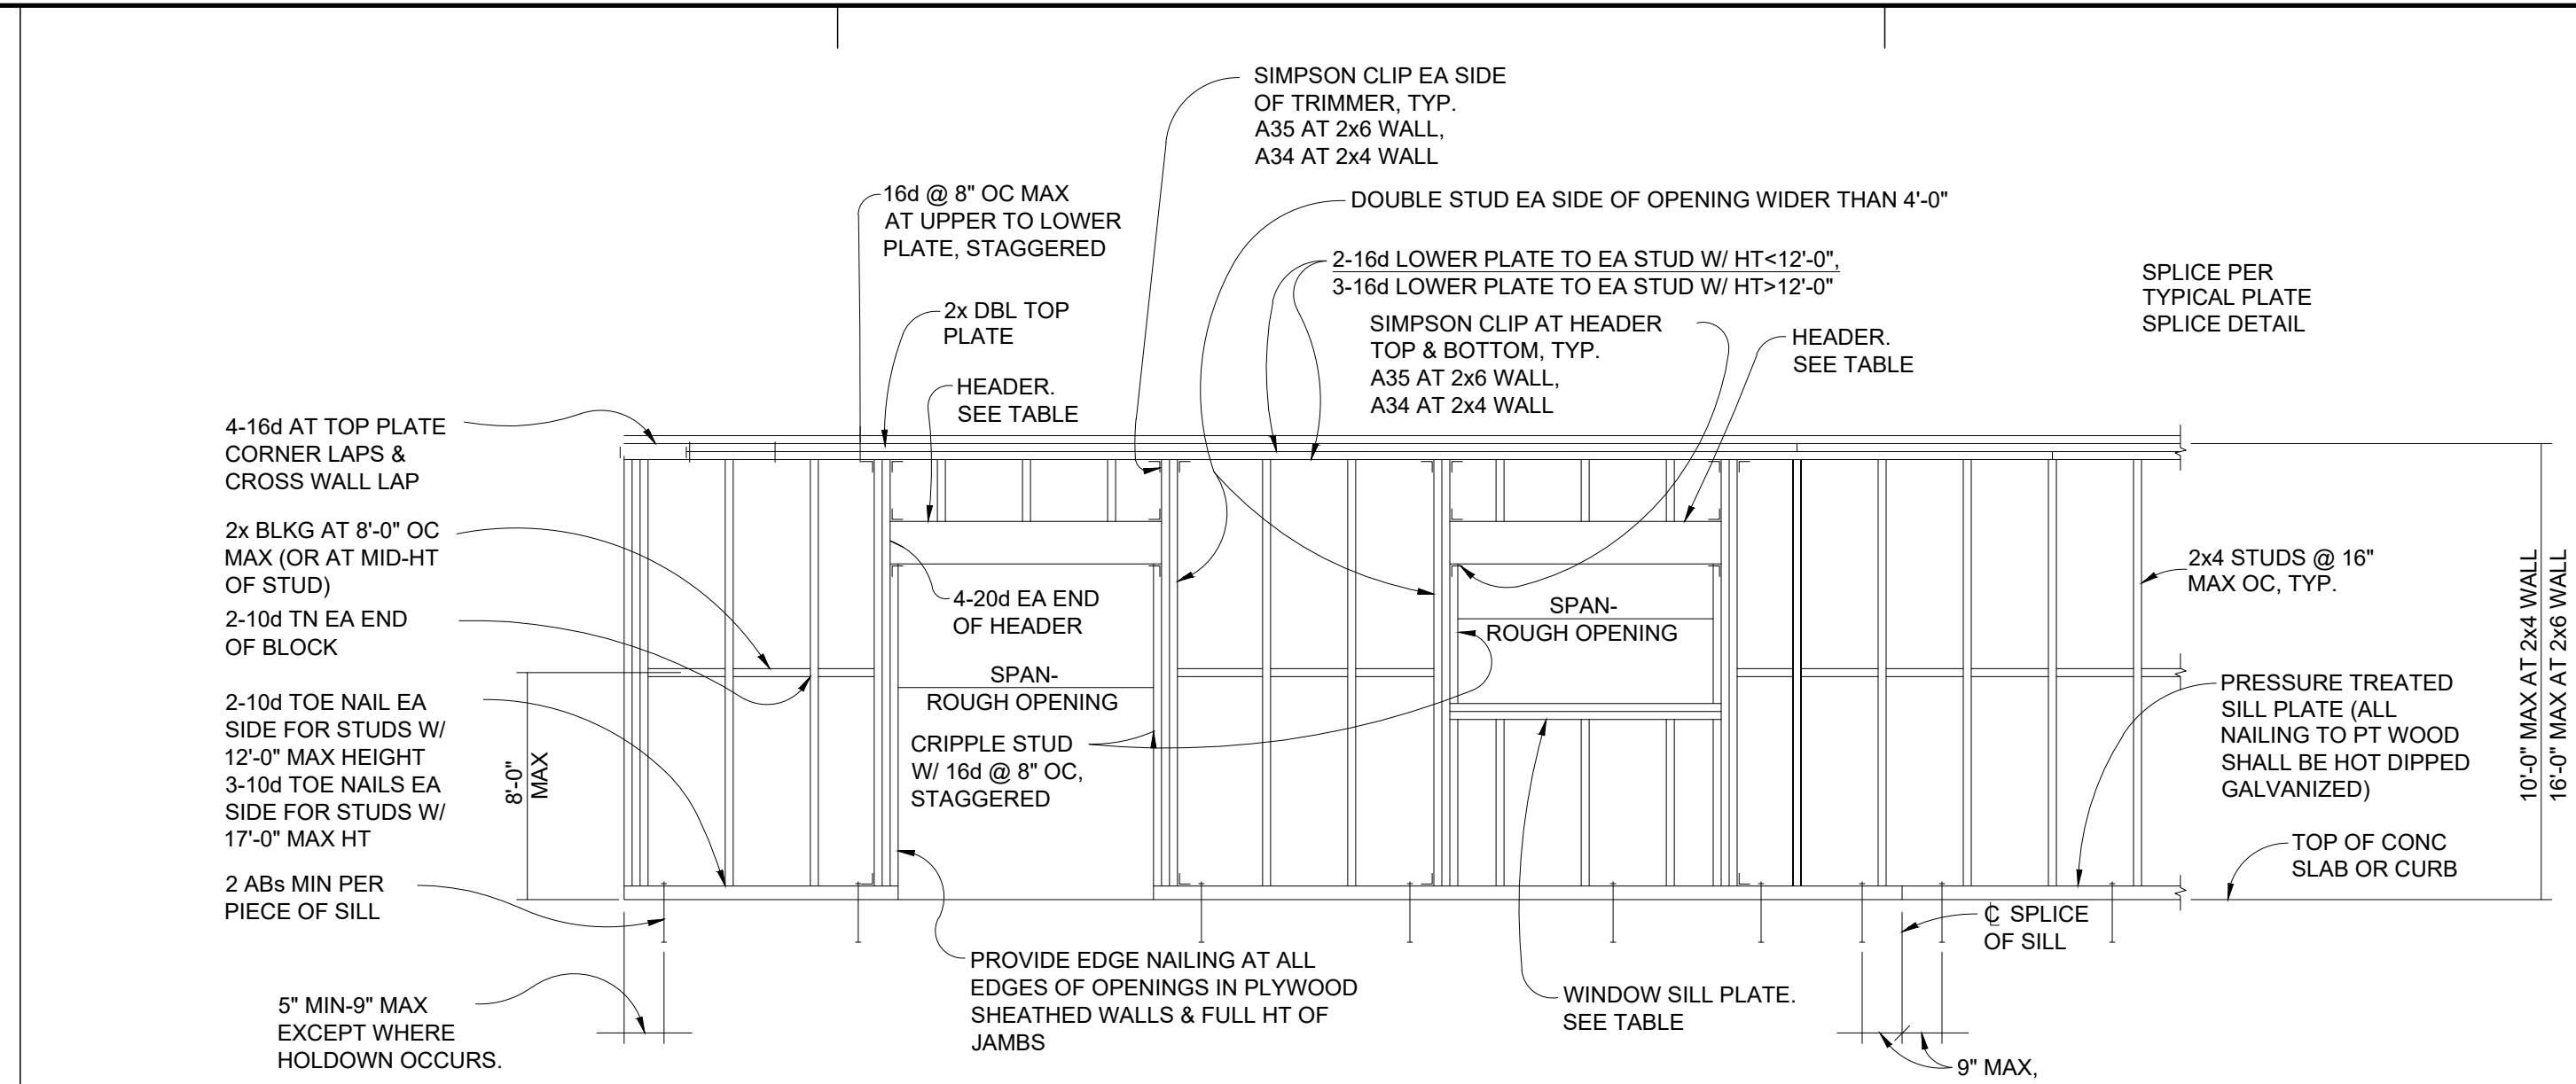 SIMPSON CLIP EA SIDE
OF TRIMMER, TYP.
A35 AT 2x6 WALL,
A34 AT 2x4 WALL
16d @ 8" OC MAX
AT UPPER TO LOWER
PLATE, STAGGERED
DOUBLE STUD EA SIDE OF OPENING WIDER THAN 4'-0"
2-16d LOWER PLATE TO EA STUD W/ HT<12'-0",
3-16d LOWER PLATE TO EA STUD W/ HT>12'-0"
SPLICE PER
TYPICAL PLATE
SPLICE DETAIL
2x DBL TOP
PLATE
SIMPSON CLIP AT HEADER
TOP & BOTTOM, TYP.
A35 AT 2x6 WALL,
A34 AT 2x4 WALL
HEADER.
SEE TABLE
HEADER.
SEE TABLE
4-16d AT TOP PLATE
CORNER LAPS &
CROSS WALL LAP
2x BLKG AT 8'-0" OC
MAX (OR AT MID-HT
OF STUD)
2-10d TN EA END
OF BLOCK
2-10d TOE NAIL EA
SIDE FOR STUDS W/
12'-0" MAX HEIGHT
3-10d TOE NAILS EA
SIDE FOR STUDS W/
17'-0" MAX HT
2 ABs MIN PER
PIECE OF SILL
5" MIN-9" MAX
EXCEPT WHERE
HOLDOWN OCCURS.
8'-0"
MAX
4-20d EA END
OF HEADER
SPAN-
ROUGH OPENING
CRIPPLE STUD
W/ 16d @ 8" OC,
STAGGERED
SPAN-
ROUGH OPENING
PROVIDE EDGE NAILING AT ALL
EDGES OF OPENINGS IN PLYWOOD
SHEATHED WALLS & FULL HT OF
JAMBS
WINDOW SILL PLATE.
SEE TABLE
2x4 STUDS @ 16"
MAX OC, TYP.
PRESSURE TREATED
SILL PLATE (ALL
NAILING TO PT WOOD
SHALL BE HOT DIPPED
GALVANIZED)
TOP OF CONC
SLAB OR CURB
℄ SPLICE
OF SILL
9" MAX,
10'-0" MAX AT 2x4 WALL
16'-0" MAX AT 2x6 WALL